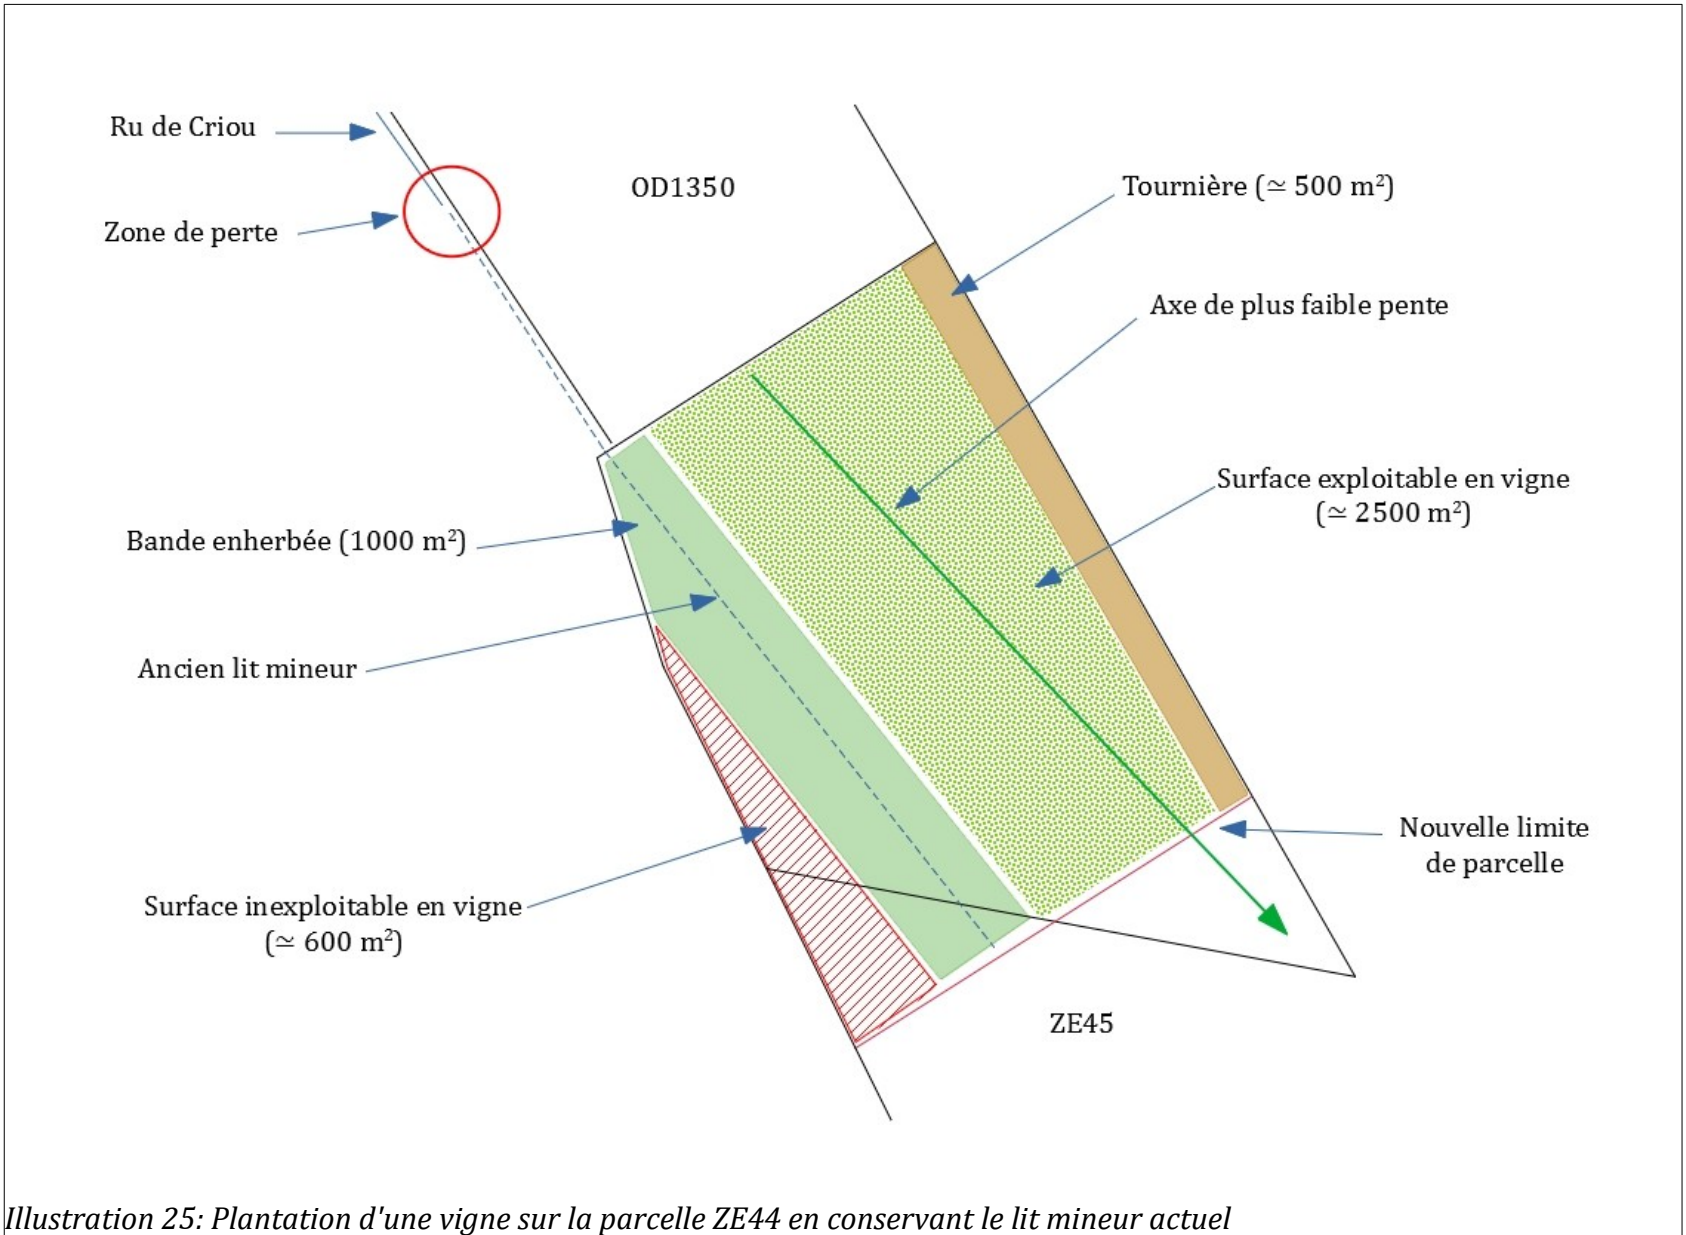 Ru de Criou
OD1350
Tournière (≃ 500 m²)
Zone de perte
Axe de plus faible pente
Surface exploitable en vigne
(≃ 2500 m²)
Bande enherbée (1000 m²)
Ancien lit mineur
Nouvelle limite
de parcelle
Surface inexploitable en vigne
(≃ 600 m²)
ZE45
Illustration 25: Plantation d'une vigne sur la parcelle ZE44 en conservant le lit mineur actuel